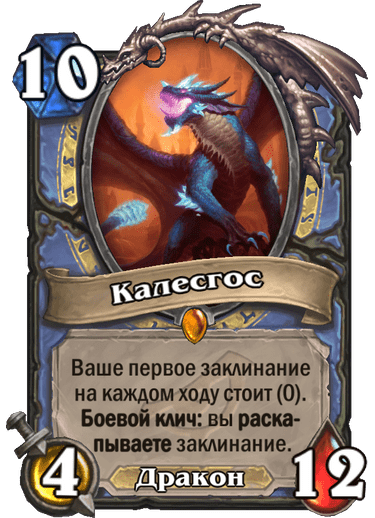 10
Калесгос
Ваше первое заклинание
на каждом ходу стоит (0).
Боевой клич: вы раска-
пываете заклинание.
4
Дракон
12